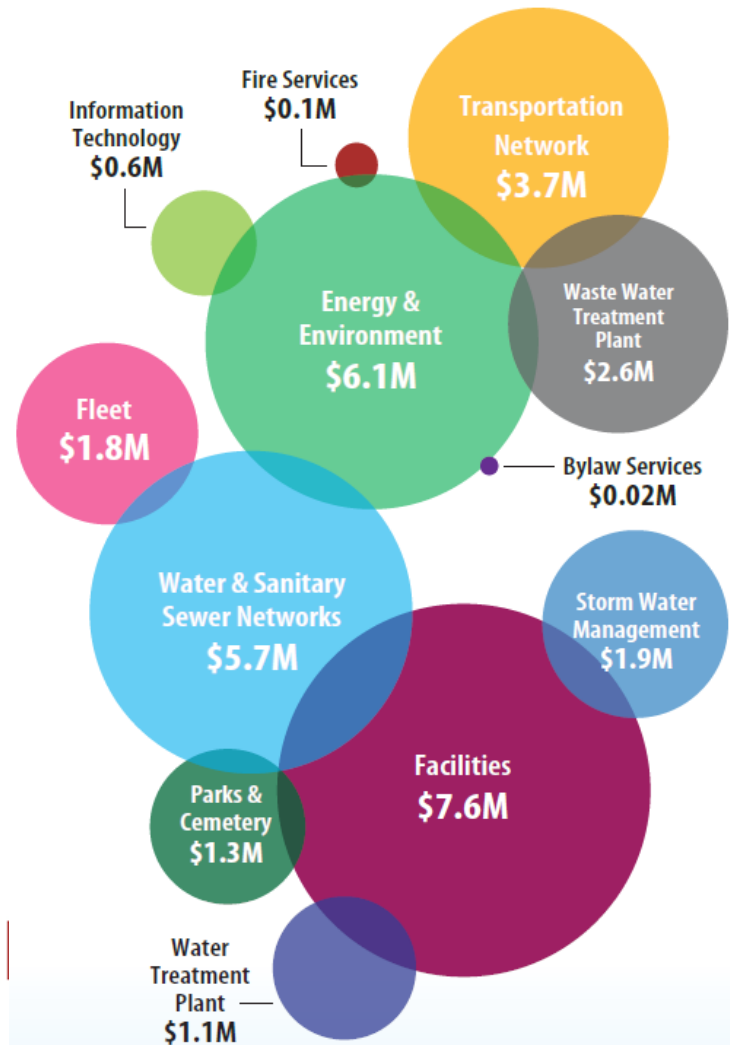 Fire Services
$0.1M
Information
Technology
$0.6M
Transportation
Network
$3.7M
Energy &
Environment
$6.1M
Waste Water
Treatment
Plant
$2.6M
Fleet
$1.8M
Bylaw Services
$0.02M
Water & Sanitary
Sewer Networks
$5.7M
Storm Water
Management
$1.9M
Facilities
$7.6M
Parks &
Cemetery
$1.3M
Water
Treatment
Plant
$1.1M